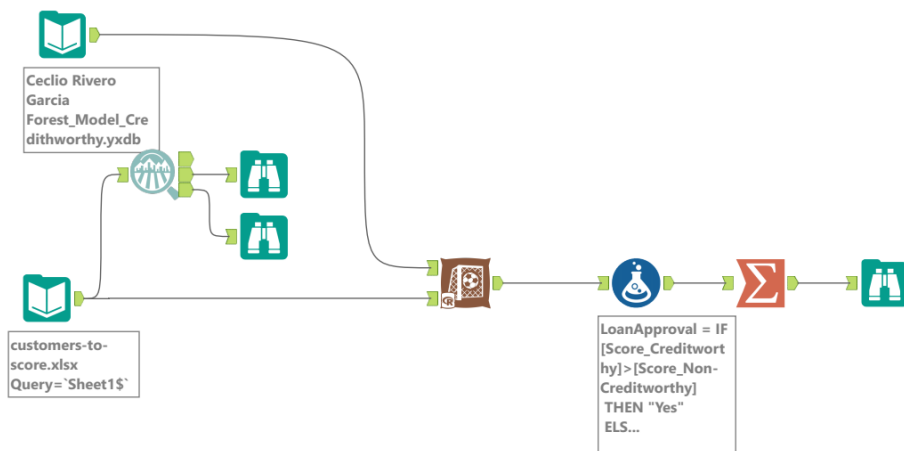 Ceclio Rivero
Garcia
Forest_Model_Cre
dithworthy.yxdb
customers-to-
score.xlsx
Query=`Sheet1$`
LoanApproval = IF
[Score_Creditwort
hy]>[Score_Non-
Creditworthy]
THEN "Yes"
ELS...
R